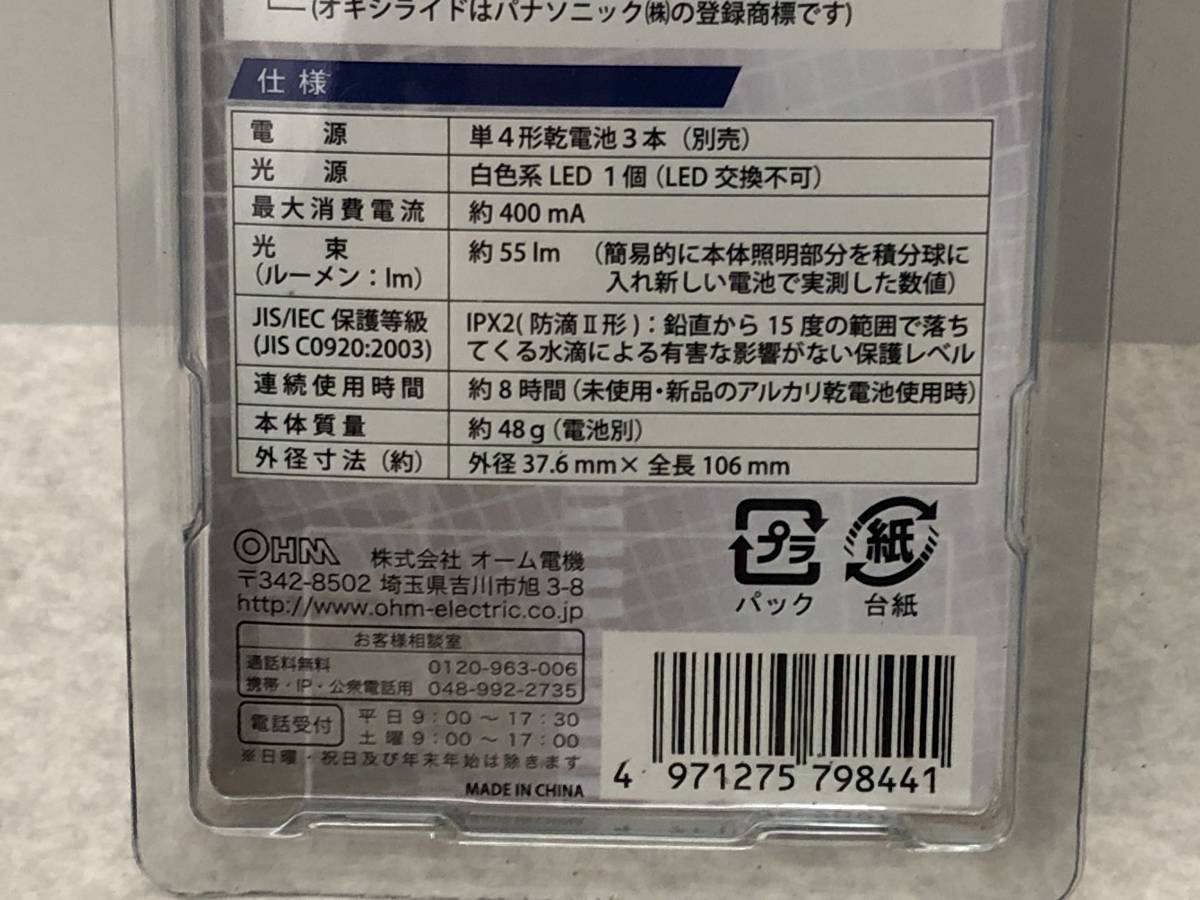 (オキシライドはパナソニック㈱の登録商標です)
仕様
電 源 単4形乾電池3本（別売）
光 源 白色系 LED 1個（LED 交換不可）
最大消費電流 約 400 mA
光 束 約 55 lm （簡易的に本体照明部分を積分球に
(ルーメン：lm) 入れ新しい電池で実測した数値）
JIS/IEC 保護等級 IPX2( 防滴Ⅱ形 )：鉛直から 15 度の範囲で落ち
(JIS C0920:2003) てくる水滴による有害な影響がない保護レベル
連続使用時間 約 8 時間（未使用・新品のアルカリ乾電池使用時）
本体質量 約 48 g（電池別）
外径寸法（約） 外径 37.6 mm× 全長 106 mm
プラ 紙
パック 台紙
OHM 株式会社 オーム電機
〒342-8502 埼玉県吉川市旭 3-8
http://www.ohm-electric.co.jp
お客様相談室
通話料無料 0120-963-006
携帯・IP・公衆電話用 048-992-2735
電話受付 平日 9：00 ～ 17：30
土曜 9：00 ～ 17：00
※日曜・祝日及び年末年始は除きます
MADE IN CHINA
4 971275 798441